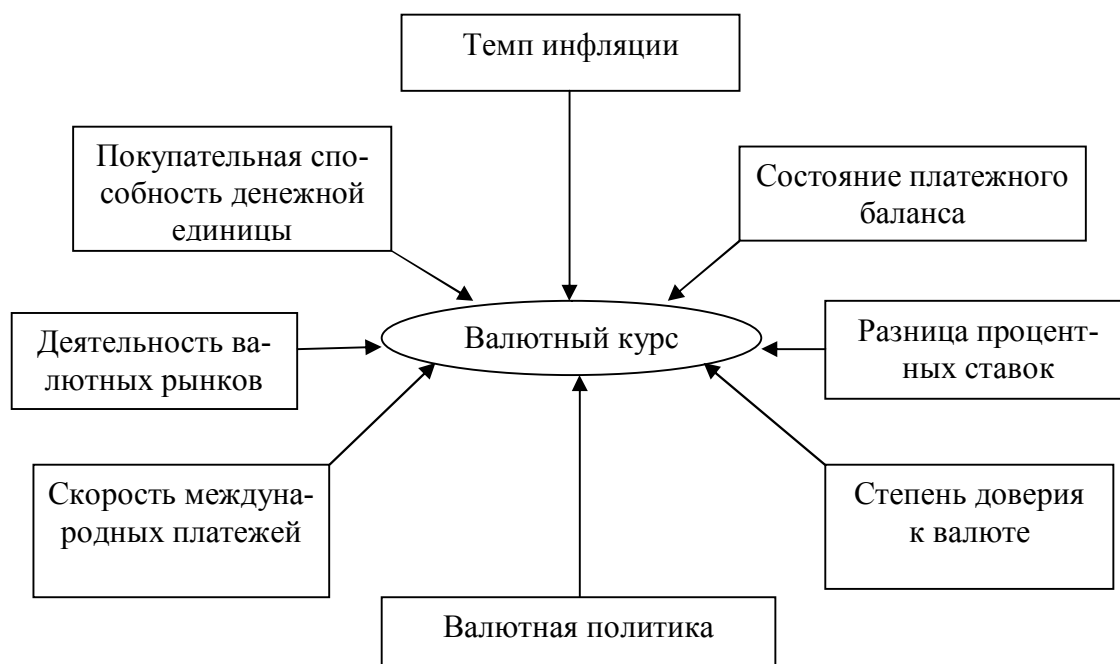 Темп инфляции
Покупательная спо-
собность денежной
единицы
Состояние платежного
баланса
Деятельность ва-
лютных рынков
Валютный курс
Разница процент-
ных ставок
Скорость междуна-
родных платежей
Степень доверия
к валюте
Валютная политика